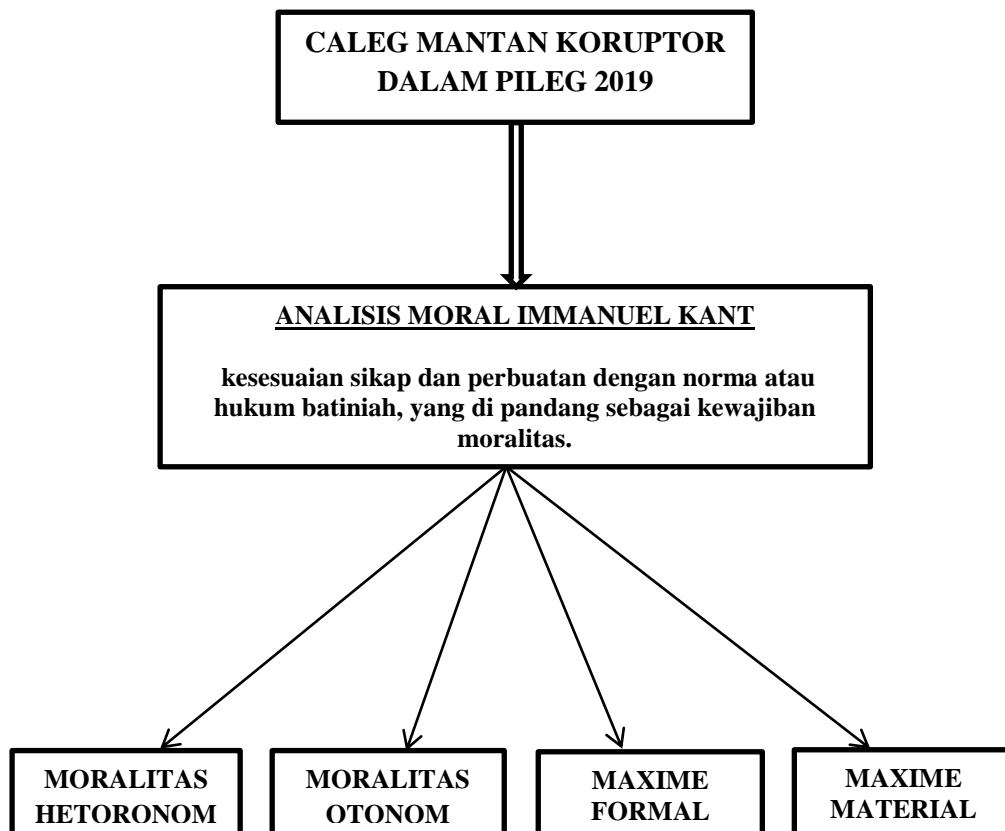 CALEG MANTAN KORUPTOR
DALAM PILEG 2019
ANALISIS MORAL IMMANUEL KANT
kesesuaian sikap dan perbuatan dengan norma atau
hukum batiniah, yang di pandang sebagai kewajiban
moralitas.
MORALITAS
HETORONOM
MORALITAS
OTONOM
MAXIME
FORMAL
MAXIME
MATERIAL